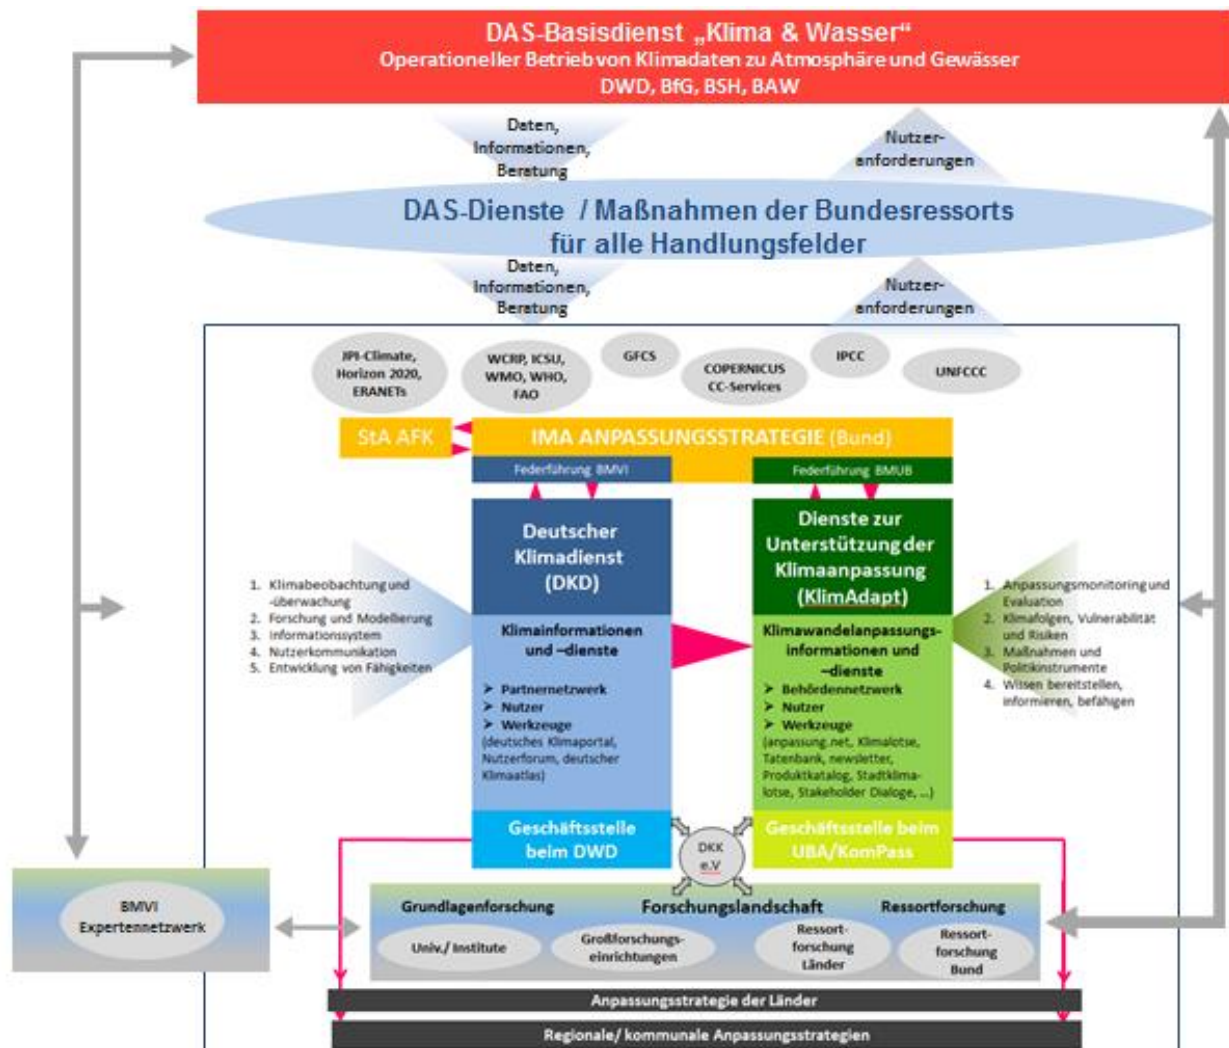 DAS-Basisdienst „Klima & Wasser“
Operationeller Betrieb von Klimadaten zu Atmosphäre und Gewässer
DWD, BfG, BSH, BAW
Daten,
Informationen,
Beratung
Nutzer-
anforderungen
DAS-Dienste / Maßnahmen der Bundesressorts
für alle Handlungsfelder
Daten,
Informationen,
Beratung
Nutzer-
anforderungen
JPI-Climate,
Horizon 2020,
ERANETs
WCRP, ICSU,
WMO, WHO,
FAO
GFCS
COPERNICUS
CC-Services
IPCC
UNFCCC
StA AFK
IMA ANPASSUNGSSTRATEGIE (Bund)
Federführung BMVI
Federführung BMUB
Deutscher
Klimadienst
(DKD)
Dienste zur
Unterstützung der
Klimaanpassung
(KlimAdapt)
1. Klimabeobachtung und
-überwachung
2. Forschung und Modellierung
3. Informationssystem
4. Nutzerkommunikation
5. Entwicklung von Fähigkeiten
Klimainformationen
und –dienste
➢ Partnernetzwerk
➢ Nutzer
➢ Werkzeuge
(deutsches Klimaportal,
Nutzerforum, deutscher
Klimaatlas)
Klimawandelanpassungs-
informationen und
–dienste
➢ Behördennetzwerk
➢ Nutzer
➢ Werkzeuge
(anpassung.net, Klimalotse,
Tatenbank, newsletter,
Produktkatalog, Stadtklima-
lotse, Stakeholder Dialoge, ...)
1. Anpassungsmonitoring und
Evaluation
2. Klimafolgen, Vulnerabilität
und Risiken
3. Maßnahmen und
Politikinstrumente
4. Wissen bereitstellen,
informieren, befähigen
Geschäftsstelle
beim DWD
DKK
e.V
Geschäftsstelle beim
UBA/KomPass
BMVI
Expertennetzwerk
Grundlagenforschung
Forschungslandschaft
Ressortforschung
Univ./ Institute
Großforschungs-
einrichtungen
Ressort-
forschung
Länder
Ressort-
forschung
Bund
Anpassungsstrategie der Länder
Regionale/ kommunale Anpassungsstrategien